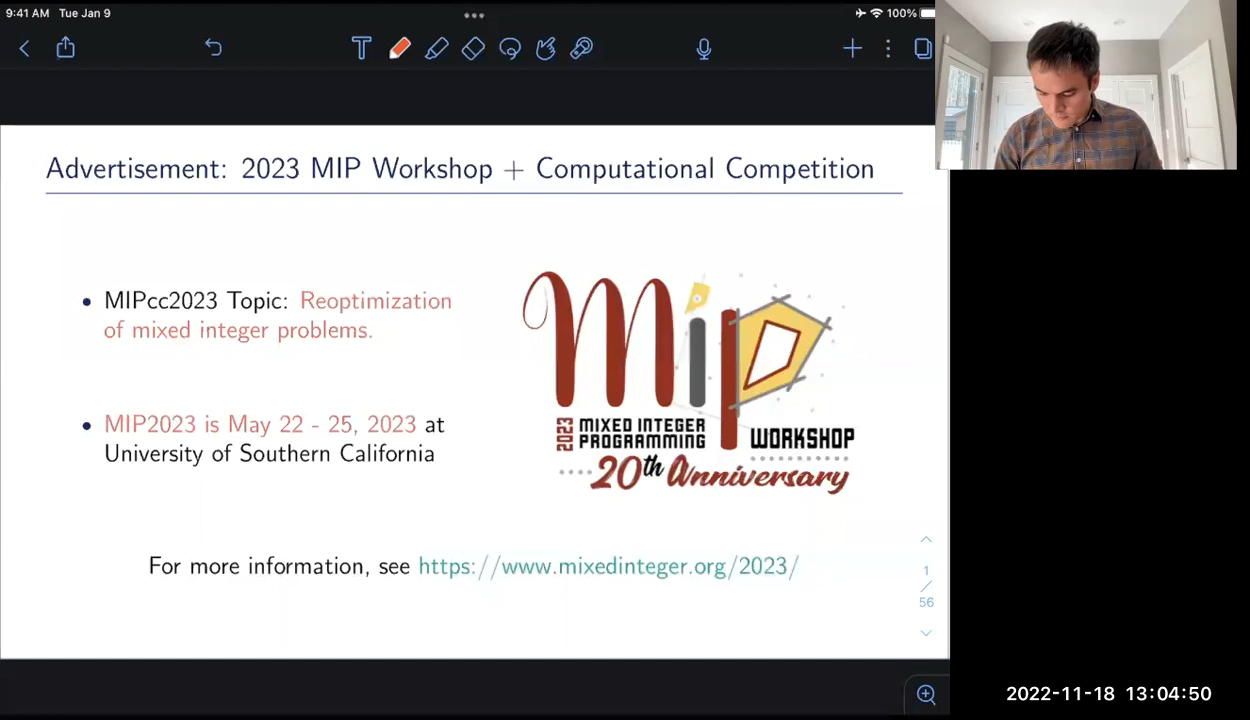 9:41 AM Tue Jan 9
100%
Advertisement: 2023 MIP Workshop + Computational Competition
• MIPcc2023 Topic: Reoptimization
of mixed integer problems.
• MIP2023 is May 22 - 25, 2023 at
University of Southern California
mip
2023 MIXED INTEGER
PROGRAMMING WORKSHOP
20th Anniversary
For more information, see https://www.mixedinteger.org/2023/
1
/
56
2022-11-18 13:04:50